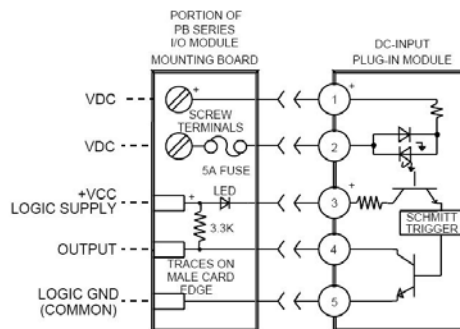 PORTION OF
PB SERIES
I/O MODULE
MOUNTING BOARD
DC-INPUT
PLUG-IN MODULE
VDC
+
1
+
SCREW
TERMINALS
VDC
2
5A FUSE
+VCC
LOGIC SUPPLY
+
LED
3
+
3.3K
SCHMITT
TRIGGER
OUTPUT
4
TRACES ON
MALE CARD
EDGE
LOGIC GND
(COMMON)
5